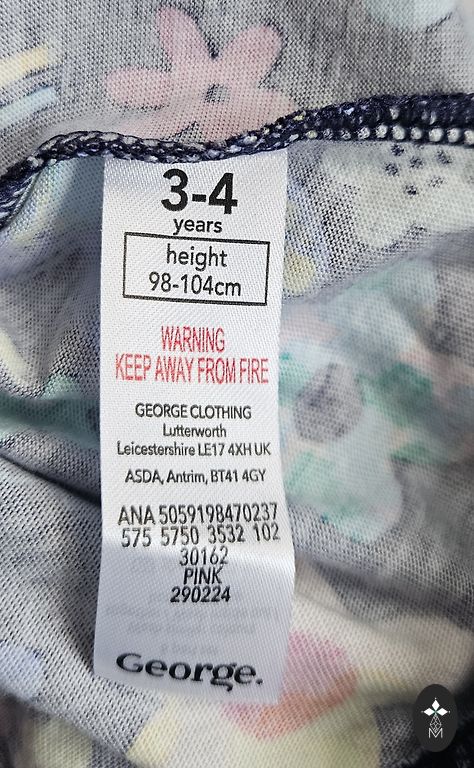 3-4
years
height
98-104cm
WARNING
KEEP AWAY FROM FIRE
GEORGE CLOTHING
Lutterworth
Leicestershire LE17 4XH UK
ASDA, Antrim, BT41 4GY
ANA 5059198470237
575 5750 3532 102
30162
PINK
290224
George.
M